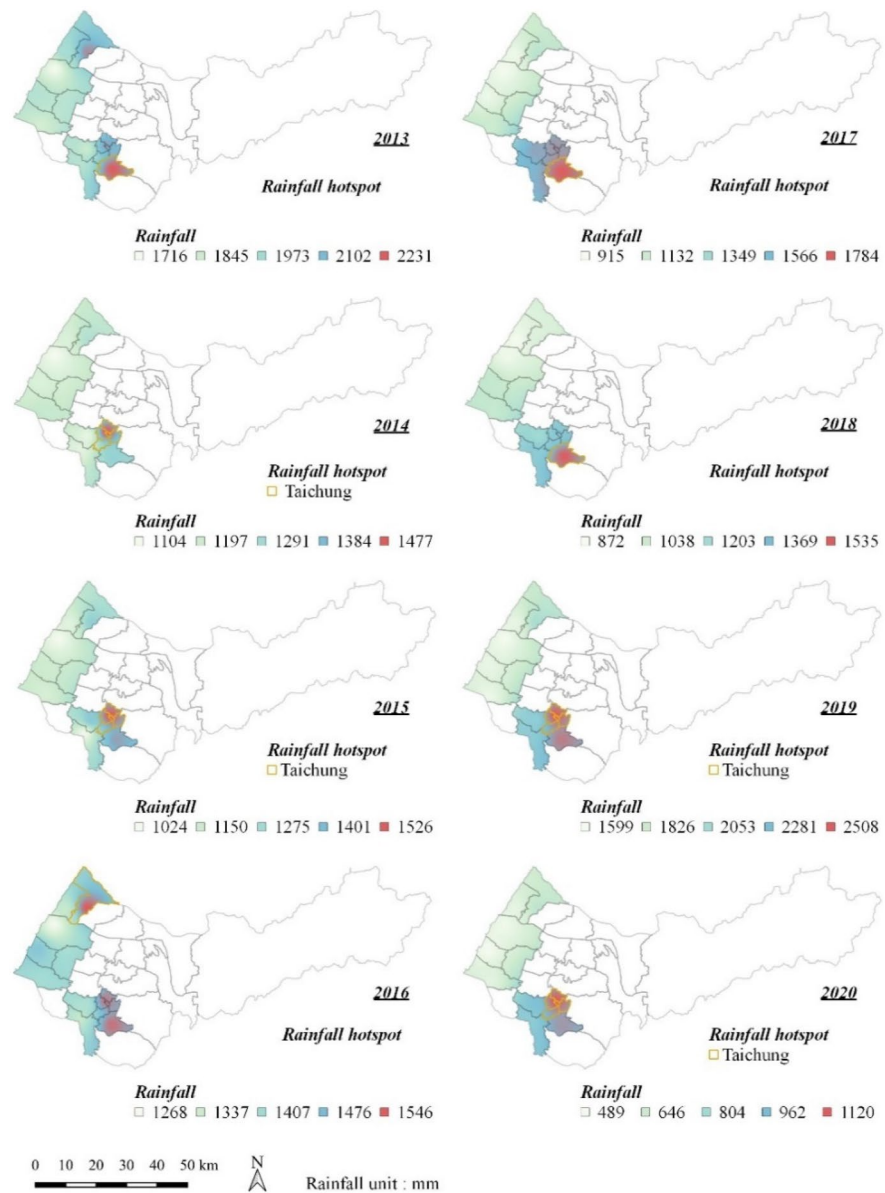 2013
Rainfall hotspot
Rainfall
1716 1845 1973 2102 2231
2017
Rainfall hotspot
Rainfall
915 1132 1349 1566 1784
2014
Rainfall hotspot
Taichung
Rainfall
1104 1197 1291 1384 1477
2018
Rainfall hotspot
Rainfall
872 1038 1203 1369 1535
2015
Rainfall hotspot
Taichung
Rainfall
1024 1150 1275 1401 1526
2019
Rainfall hotspot
Taichung
Rainfall
1599 1826 2053 2281 2508
2016
Rainfall hotspot
Rainfall
1268 1337 1407 1476 1546
2020
Rainfall hotspot
Taichung
Rainfall
489 646 804 962 1120
0 10 20 30 40 50 km
N
Rainfall unit : mm